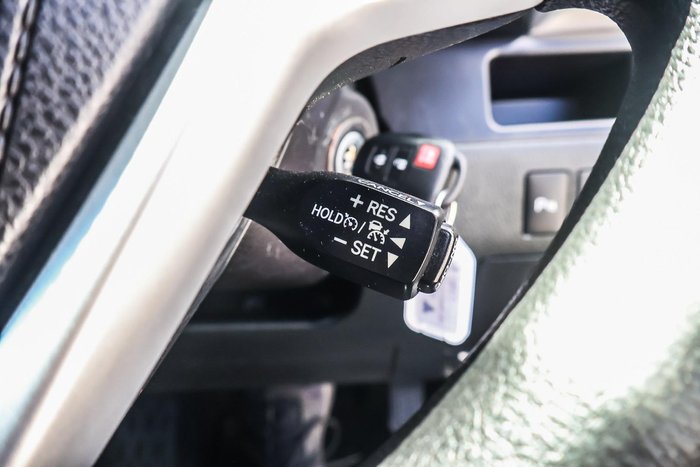 CANCEL
+ RES ▲
HOLD /
− SET ▼